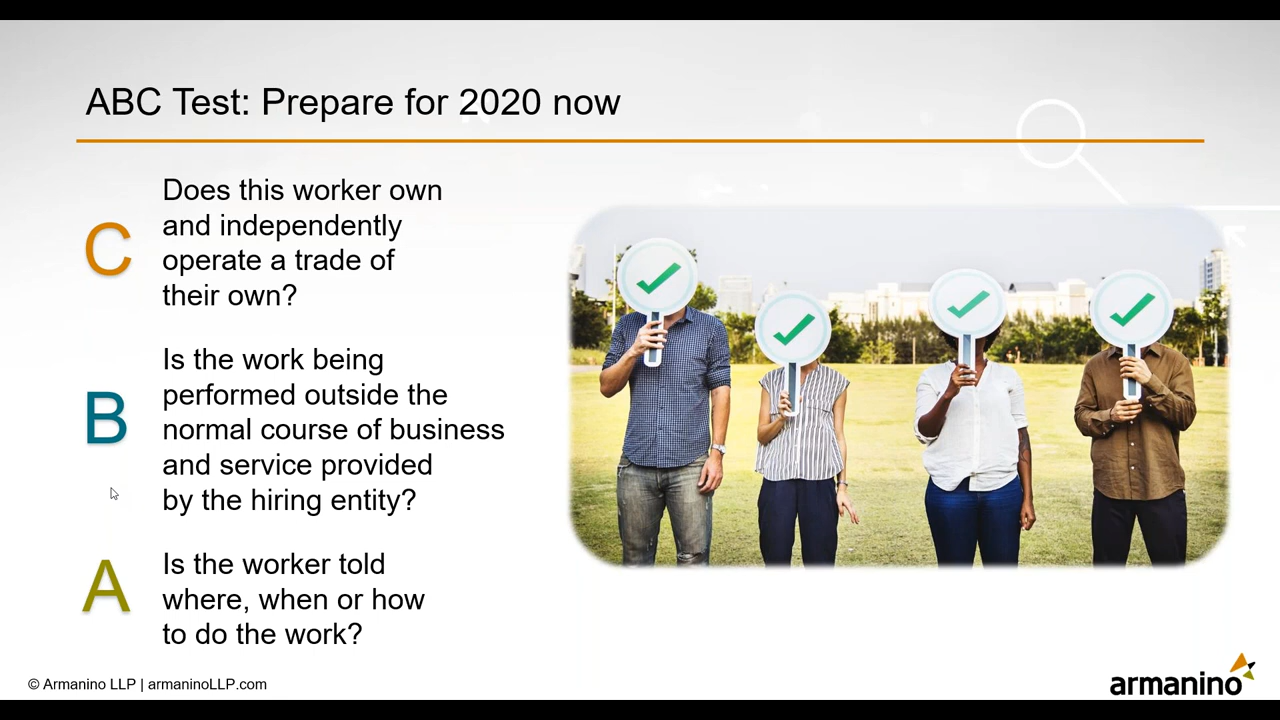 ABC Test: Prepare for 2020 now
C
Does this worker own
and independently
operate a trade of
their own?
B
Is the work being
performed outside the
normal course of business
and service provided
by the hiring entity?
A
Is the worker told
where, when or how
to do the work?
© Armanino LLP | armaninoLLP.com
armanino